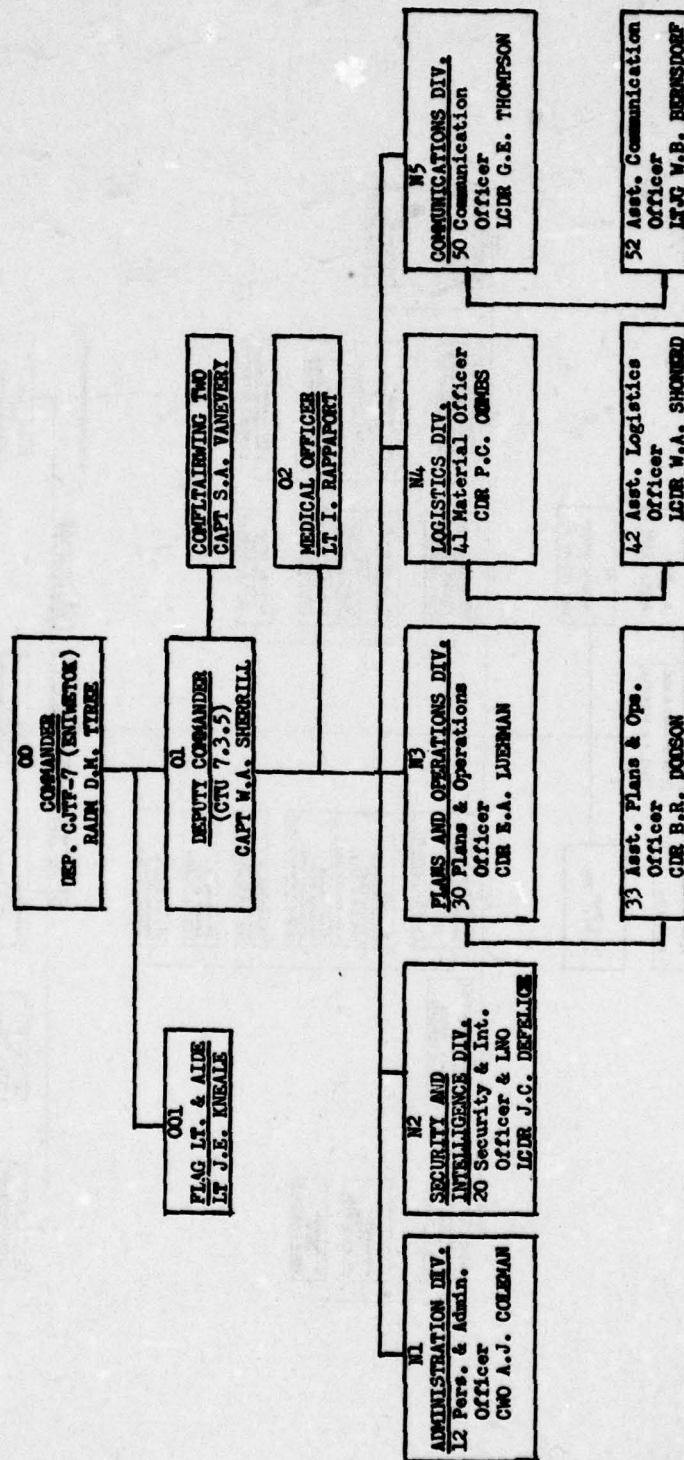 00
COMMANDER
DEP. CJTF-7 (ENIWETOK)
RADM D.M. TYREE
001
FLAG LT. & AIDE
LT J.E. KNEALE
01
DEPUTY COMMANDER
(CTU 7.3.5)
CAPT W.A. SHERRILL
COMFLTAIRWING TWO
CAPT S.A. VANEVERY
02
MEDICAL OFFICER
LT I. RAPPAPORT
N1
ADMINISTRATION DIV.
12 Pers. & Admin.
Officer
CWO A.J. COLEMAN
N2
SECURITY AND
INTELLIGENCE DIV.
20 Security & Int.
Officer & LNO
LCDR J.C. DEFELICE
N3
PLANS AND OPERATIONS DIV.
30 Plans & Operations
Officer
CDR E.A. LUEHMAN
33 Asst. Plans & Ops.
Officer
CDR B.R. DODSON
N4
LOGISTICS DIV.
41 Material Officer
CDR P.C. COMBS
42 Asst. Logistics
Officer
LCDR W.A. SHONERD
N5
COMMUNICATIONS DIV.
50 Communication
Officer
LCDR G.E. THOMPSON
52 Asst. Communication
Officer
LTJG W.B. BERNSDORF